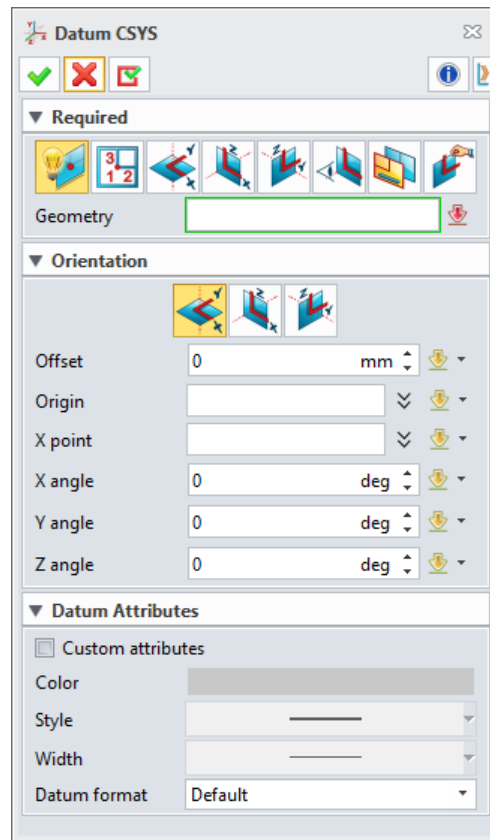 Datum CSYS
Required
Geometry
Orientation
Offset 0 mm
Origin
X point
X angle 0 deg
Y angle 0 deg
Z angle 0 deg
Datum Attributes
Custom attributes
Color
Style
Width
Datum format Default